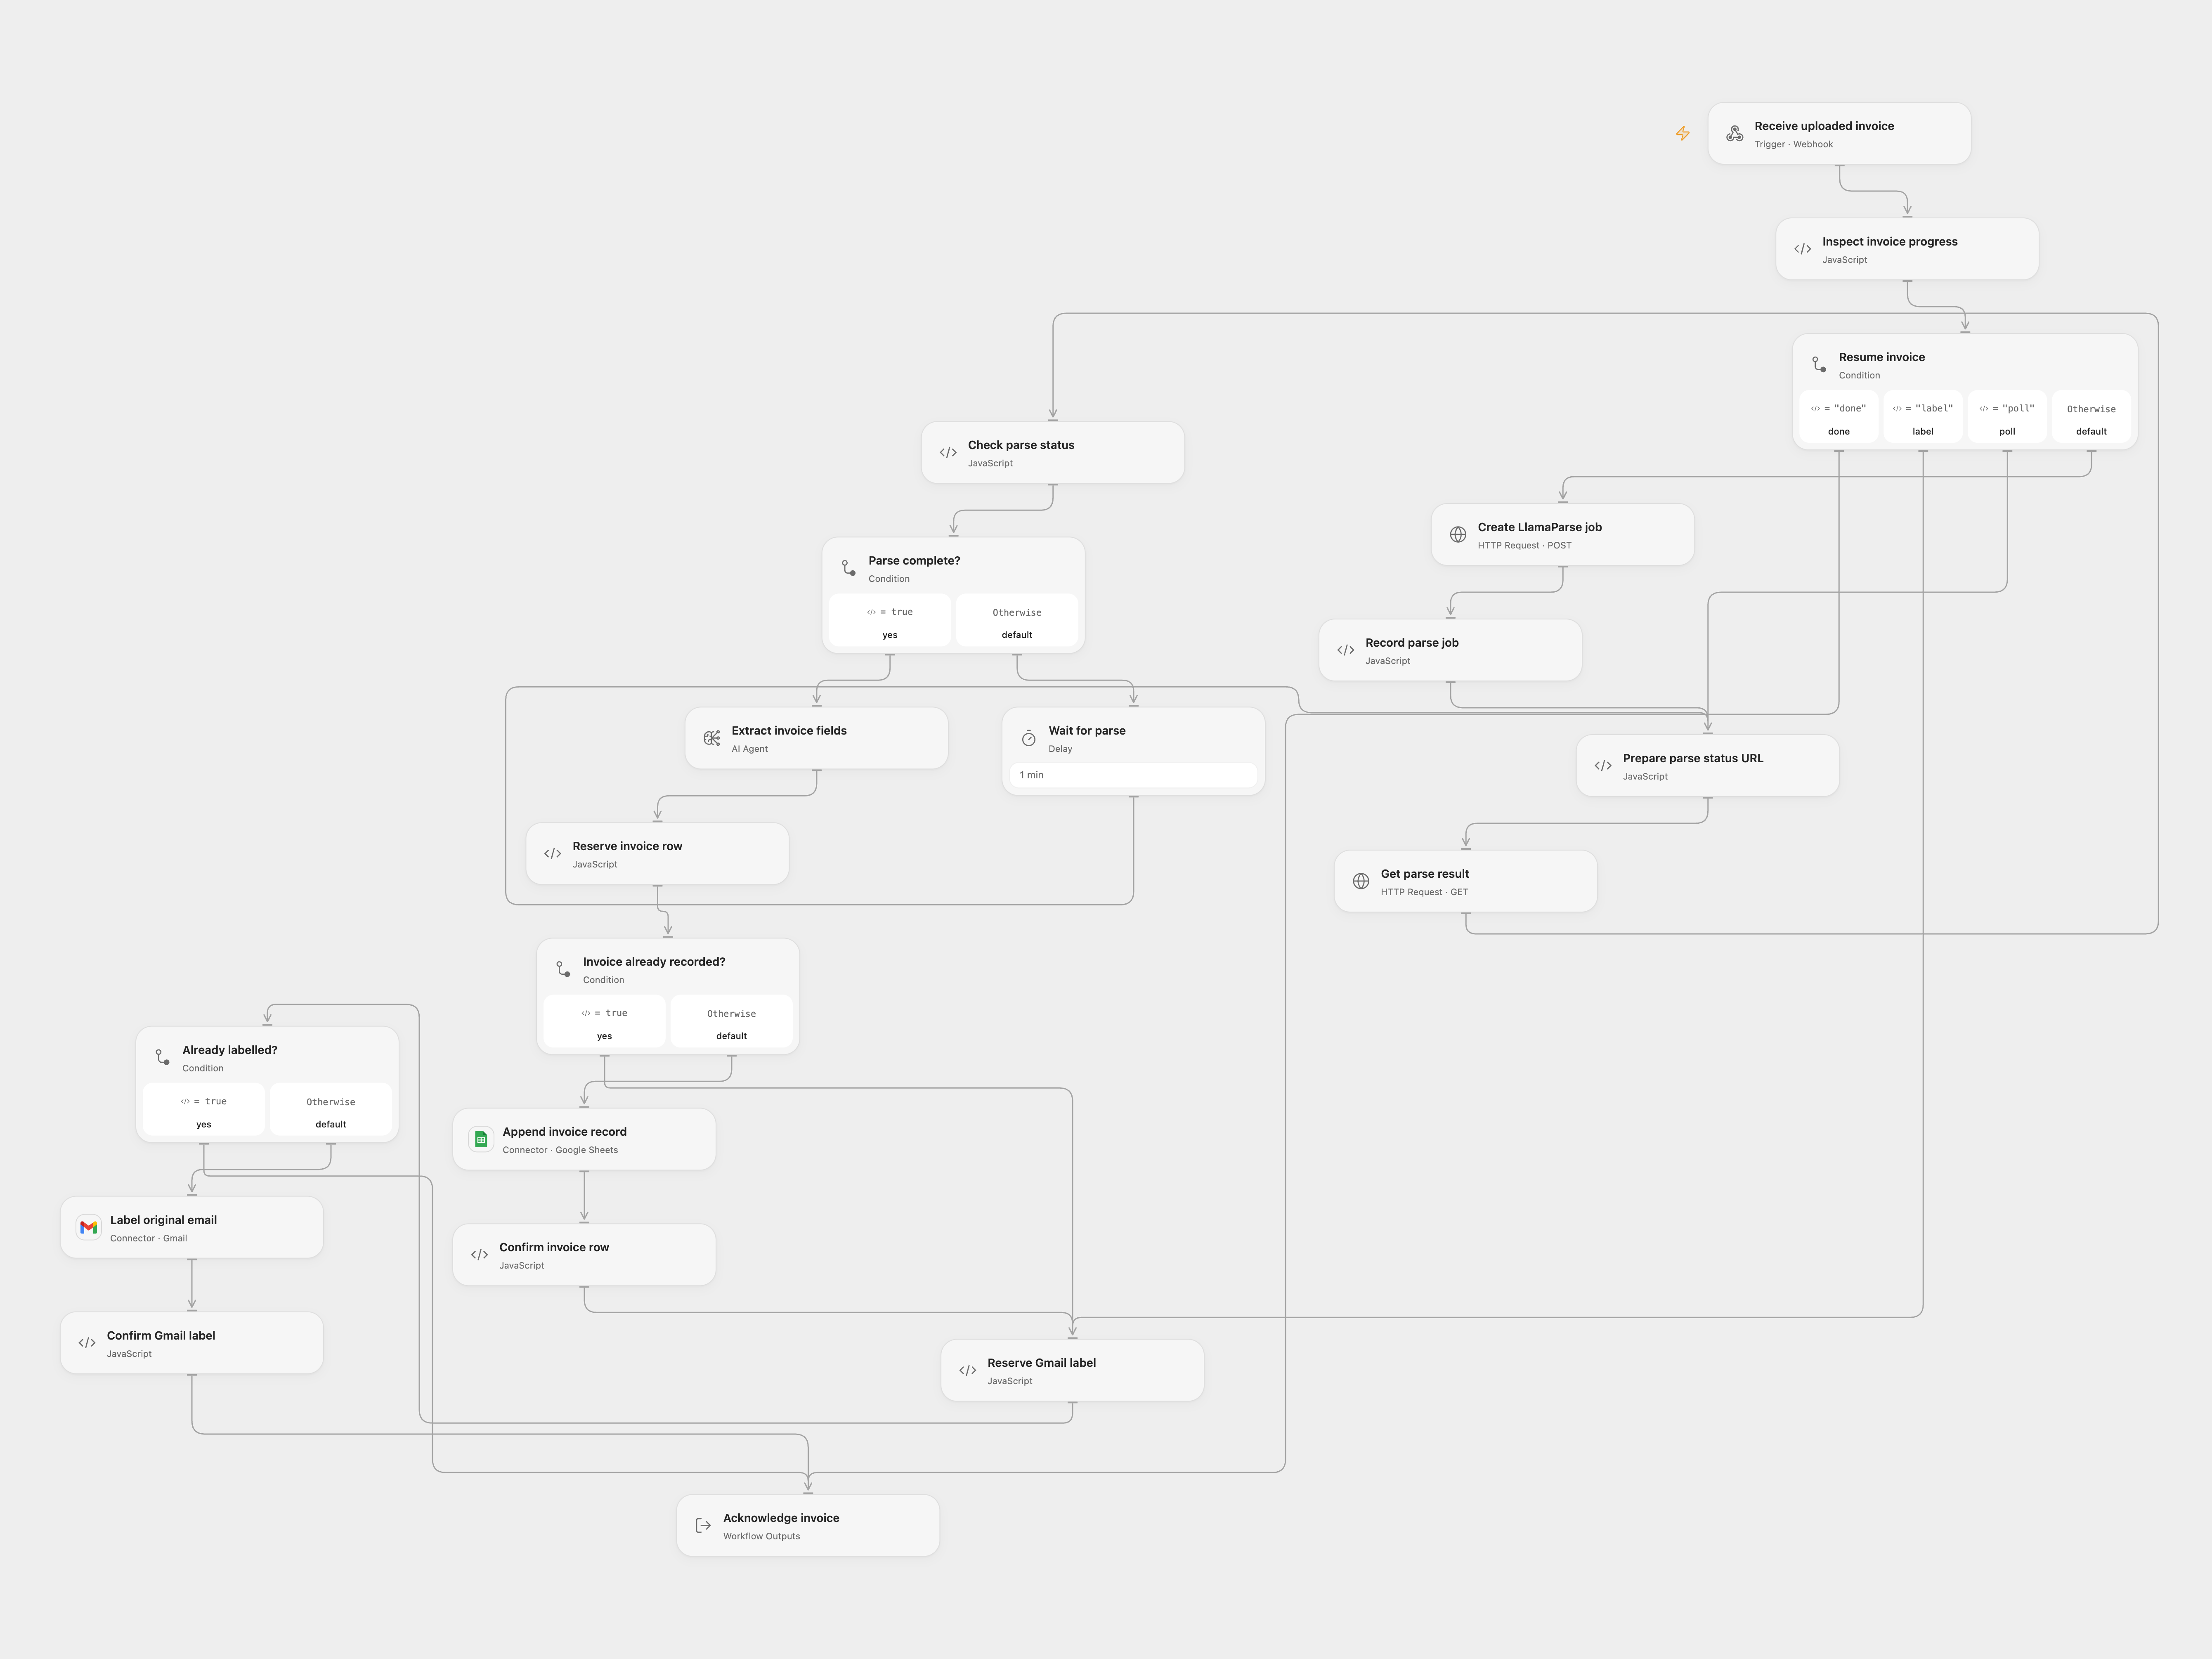 Receive uploaded invoice
Trigger · Webhook
Inspect invoice progress
JavaScript
Resume invoice
Condition
</> = "done"
done
</> = "label"
label
</> = "poll"
poll
Otherwise
default
Check parse status
JavaScript
Create LlamaParse job
HTTP Request · POST
Parse complete?
Condition
</> = true
yes
Otherwise
default
Record parse job
JavaScript
Extract invoice fields
AI Agent
Wait for parse
Delay
1 min
Prepare parse status URL
JavaScript
Reserve invoice row
JavaScript
Get parse result
HTTP Request · GET
Invoice already recorded?
Condition
</> = true
yes
Otherwise
default
Already labelled?
Condition
</> = true
yes
Otherwise
default
Append invoice record
Connector · Google Sheets
Label original email
Connector · Gmail
Confirm invoice row
JavaScript
Confirm Gmail label
JavaScript
Reserve Gmail label
JavaScript
Acknowledge invoice
Workflow Outputs